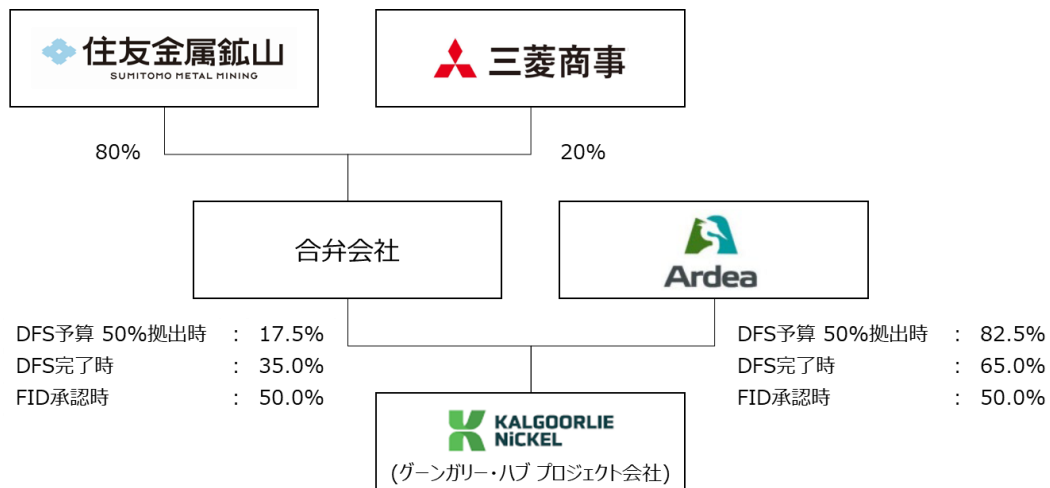 住友金属鉱山
SUMITOMO METAL MINING
三菱商事
80%
20%
合弁会社
Ardea
DFS予算 50%拠出時 : 17.5%
DFS完了時 : 35.0%
FID承認時 : 50.0%
DFS予算 50%拠出時 : 82.5%
DFS完了時 : 65.0%
FID承認時 : 50.0%
KALGOORLIE
NiCKEL
(グーンガリー・ハブ プロジェクト会社)